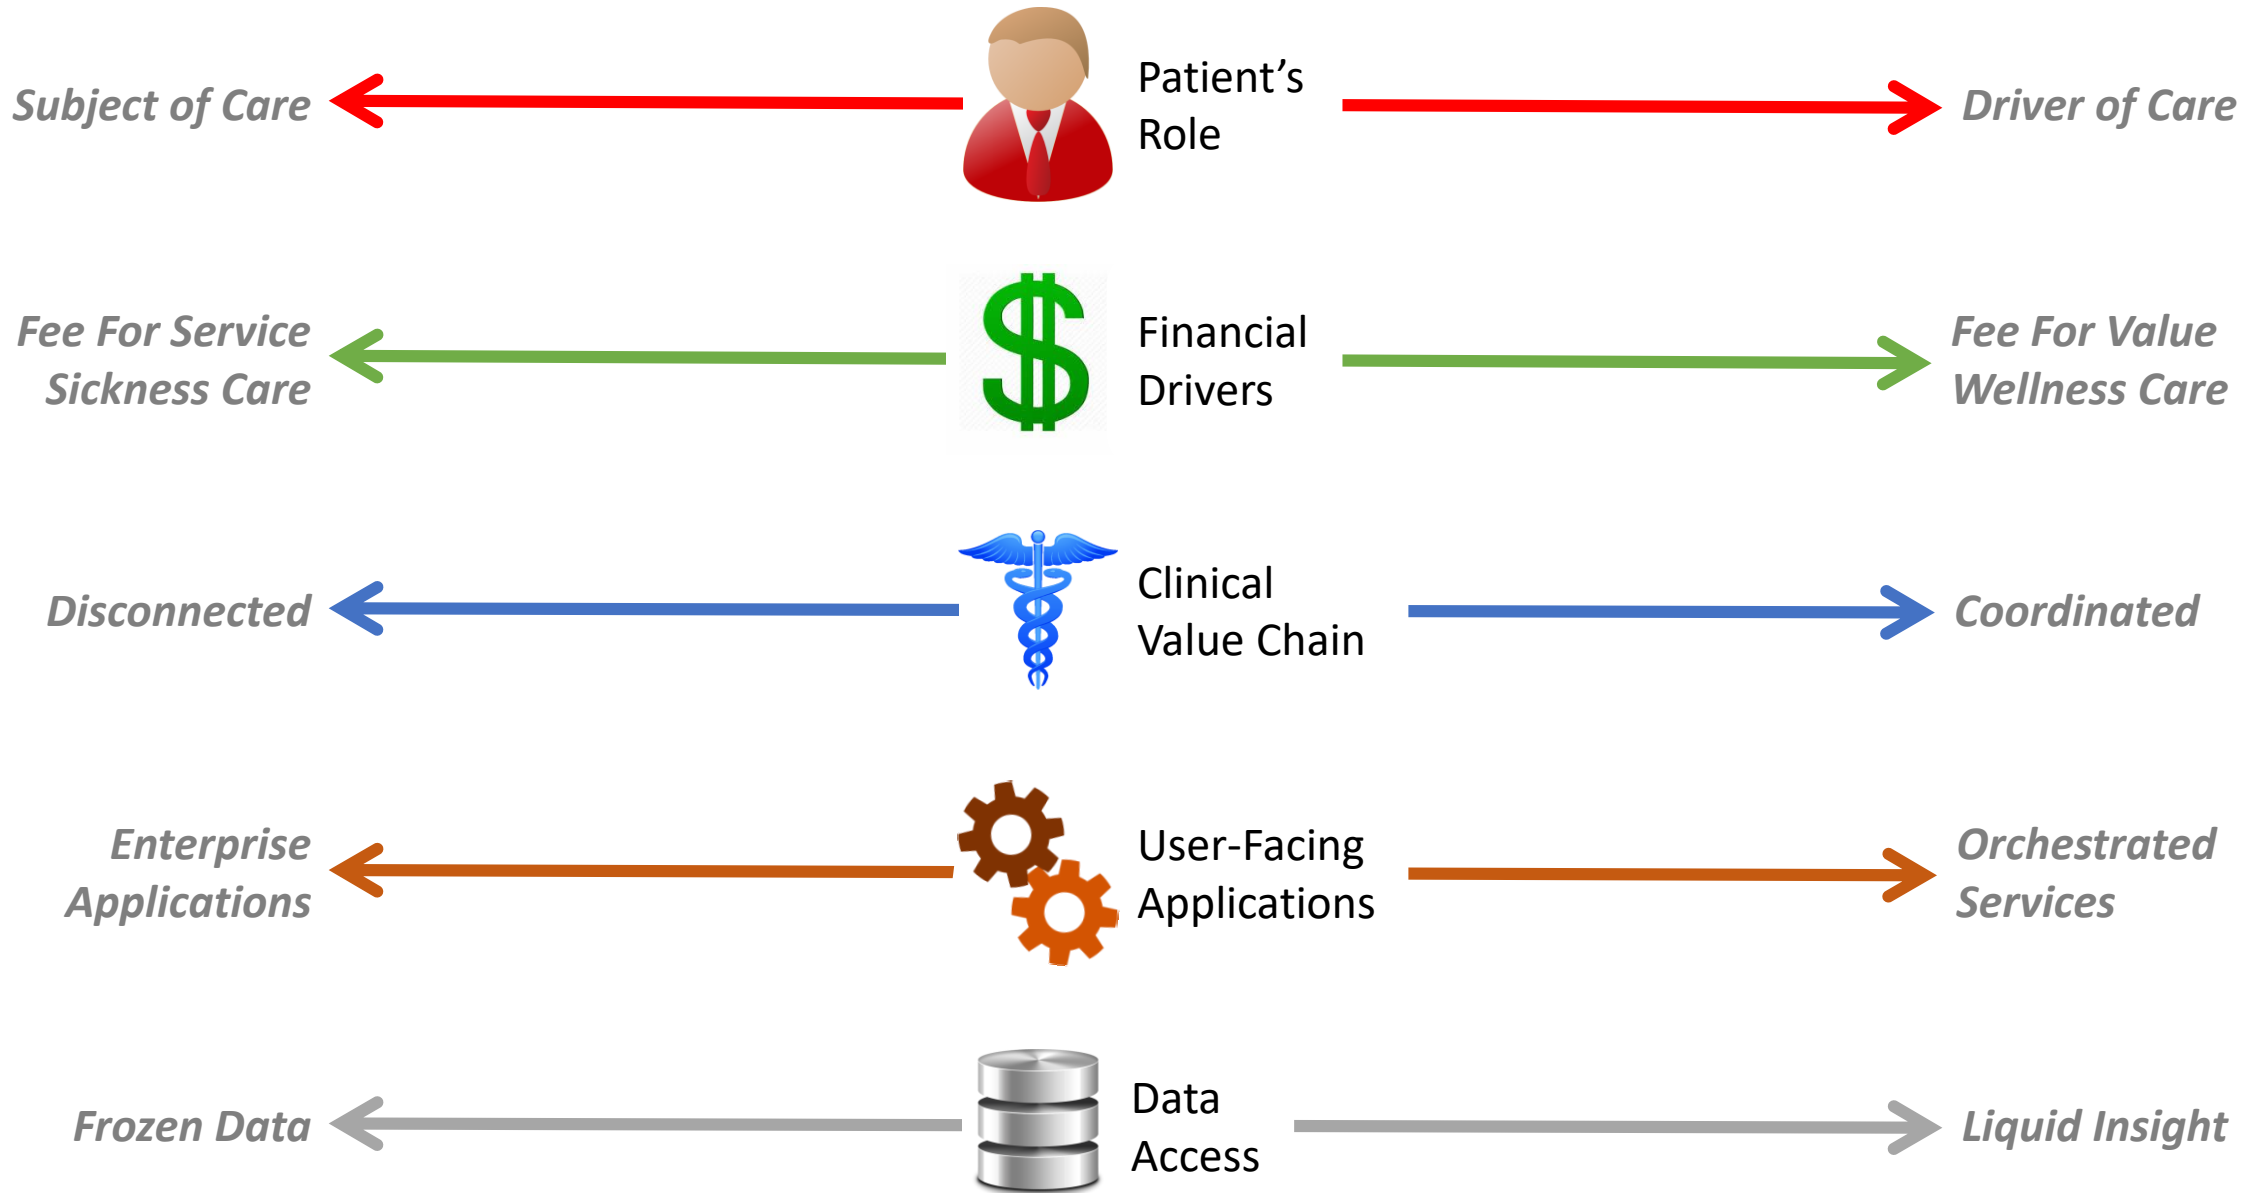 Subject of Care
Patient’s
Role
Driver of Care
Fee For Service
Sickness Care
Financial
Drivers
Fee For Value
Wellness Care
Disconnected
Clinical
Value Chain
Coordinated
Enterprise
Applications
User-Facing
Applications
Orchestrated
Services
Frozen Data
Data
Access
Liquid Insight